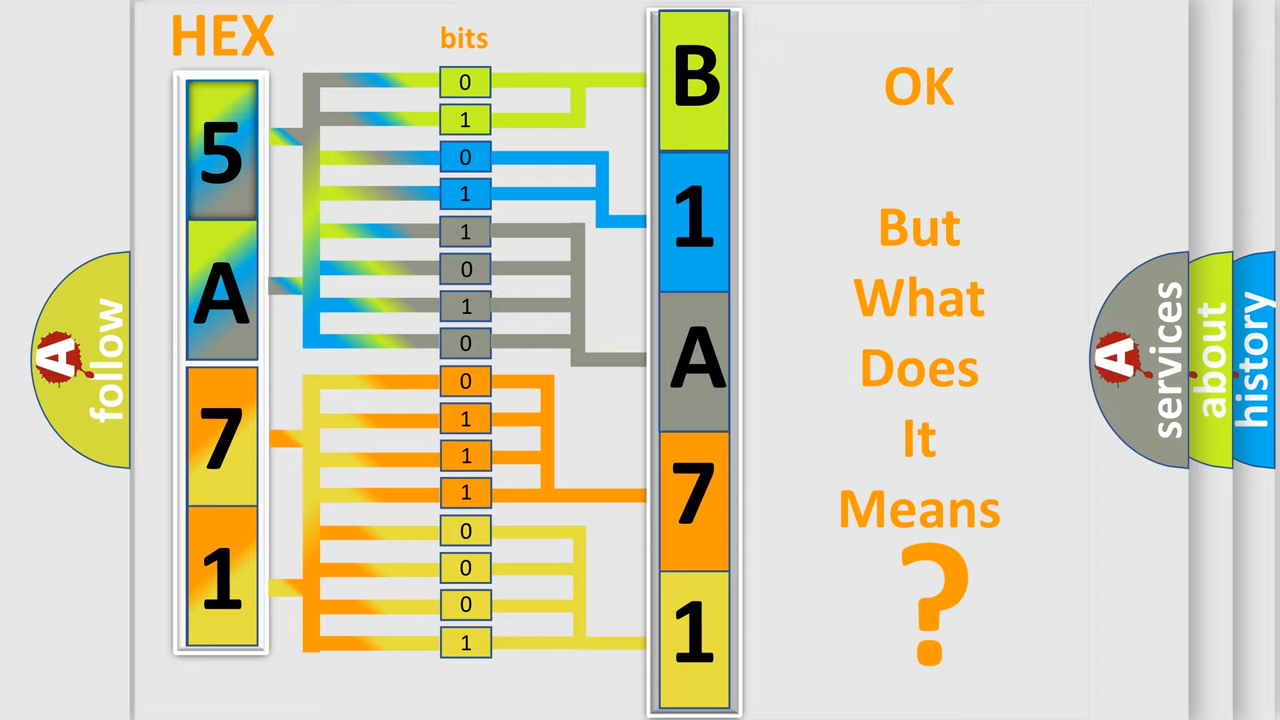 HEX
bits
5
A
7
1
0
1
0
1
1
0
1
0
0
1
1
1
0
0
0
1
B
1
A
7
1
OK
But
What
Does
It
Means
?
A
follow
A
services
about
history